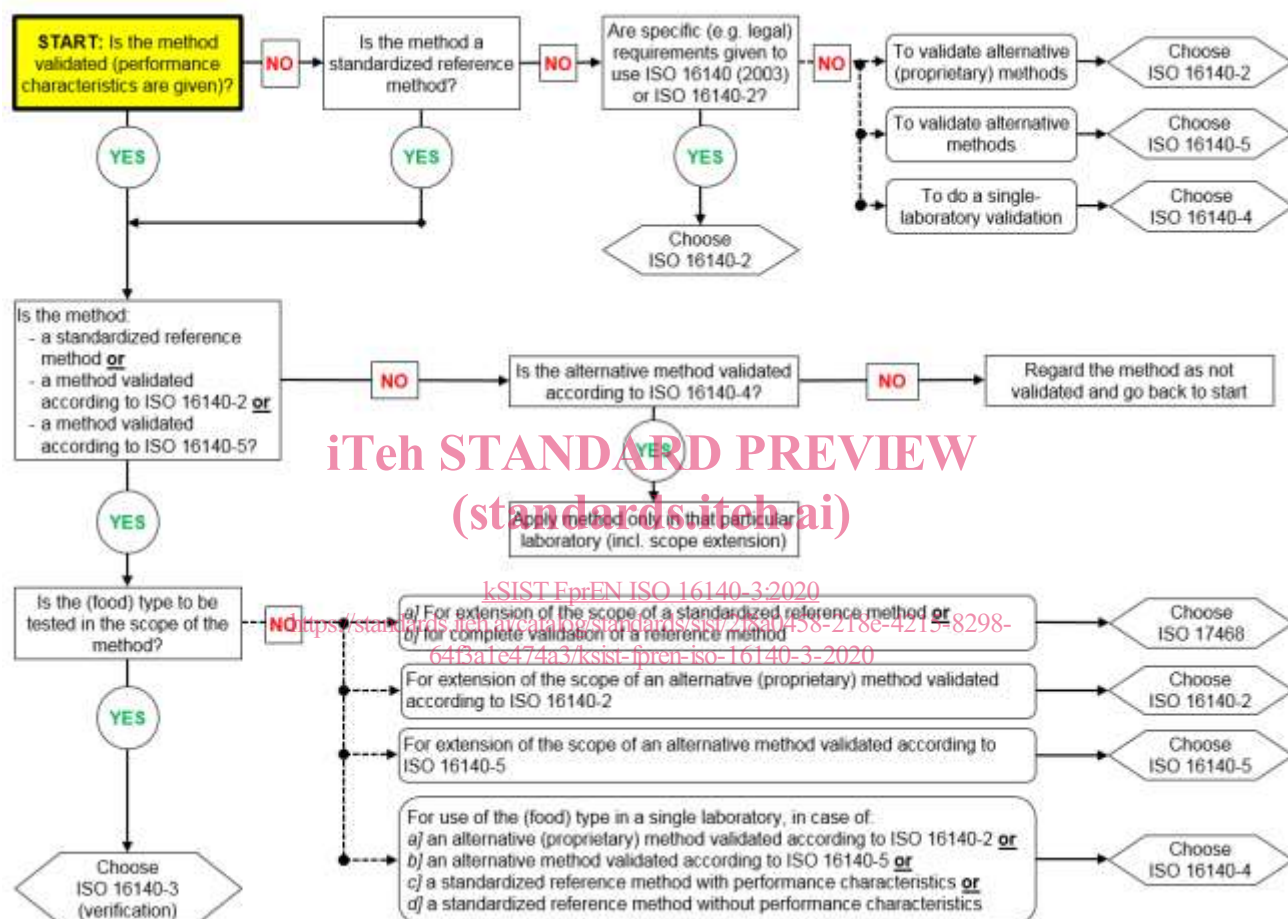 START: Is the method
validated (performance
characteristics are given)?
NO
Is the method a
standardized reference
method?
NO
Are specific (e.g. legal)
requirements given to
use ISO 16140 (2003)
or ISO 16140-2?
NO
To validate alternative
(proprietary) methods
Choose
ISO 16140-2
To validate alternative
methods
Choose
ISO 16140-5
To do a single-
laboratory validation
Choose
ISO 16140-4
YES
YES
YES
Choose
ISO 16140-2
Is the method:
- a standardized reference
method or
- a method validated
according to ISO 16140-2 or
- a method validated
according to ISO 16140-5?
NO
Is the alternative method validated
according to ISO 16140-4?
NO
Regard the method as not
validated and go back to start
YES
iTeh STANDARD PREVIEW
(standards.iteh.ai)
Apply method only in that particular
laboratory (incl. scope extension)
YES
Is the (food) type to be
tested in the scope of the
method?
NO
kSIST FprEN ISO 16140-3:2020
https://standards.iteh.ai/catalog/standards/sist/2f8a0458-218e-4215-8298-
64f3a1e474a3/ksist-fpren-iso-16140-3-2020
a] For extension of the scope of a standardized reference method or
b] for complete validation of a reference method
Choose
ISO 17468
For extension of the scope of an alternative (proprietary) method validated
according to ISO 16140-2
Choose
ISO 16140-2
YES
For extension of the scope of an alternative method validated according to
ISO 16140-5
Choose
ISO 16140-5
For use of the (food) type in a single laboratory, in case of:
a] an alternative (proprietary) method validated according to ISO 16140-2 or
b] an alternative method validated according to ISO 16140-5 or
c] a standardized reference method with performance characteristics or
d] a standardized reference method without performance characteristics
Choose
ISO 16140-4
Choose
ISO 16140-3
(verification)